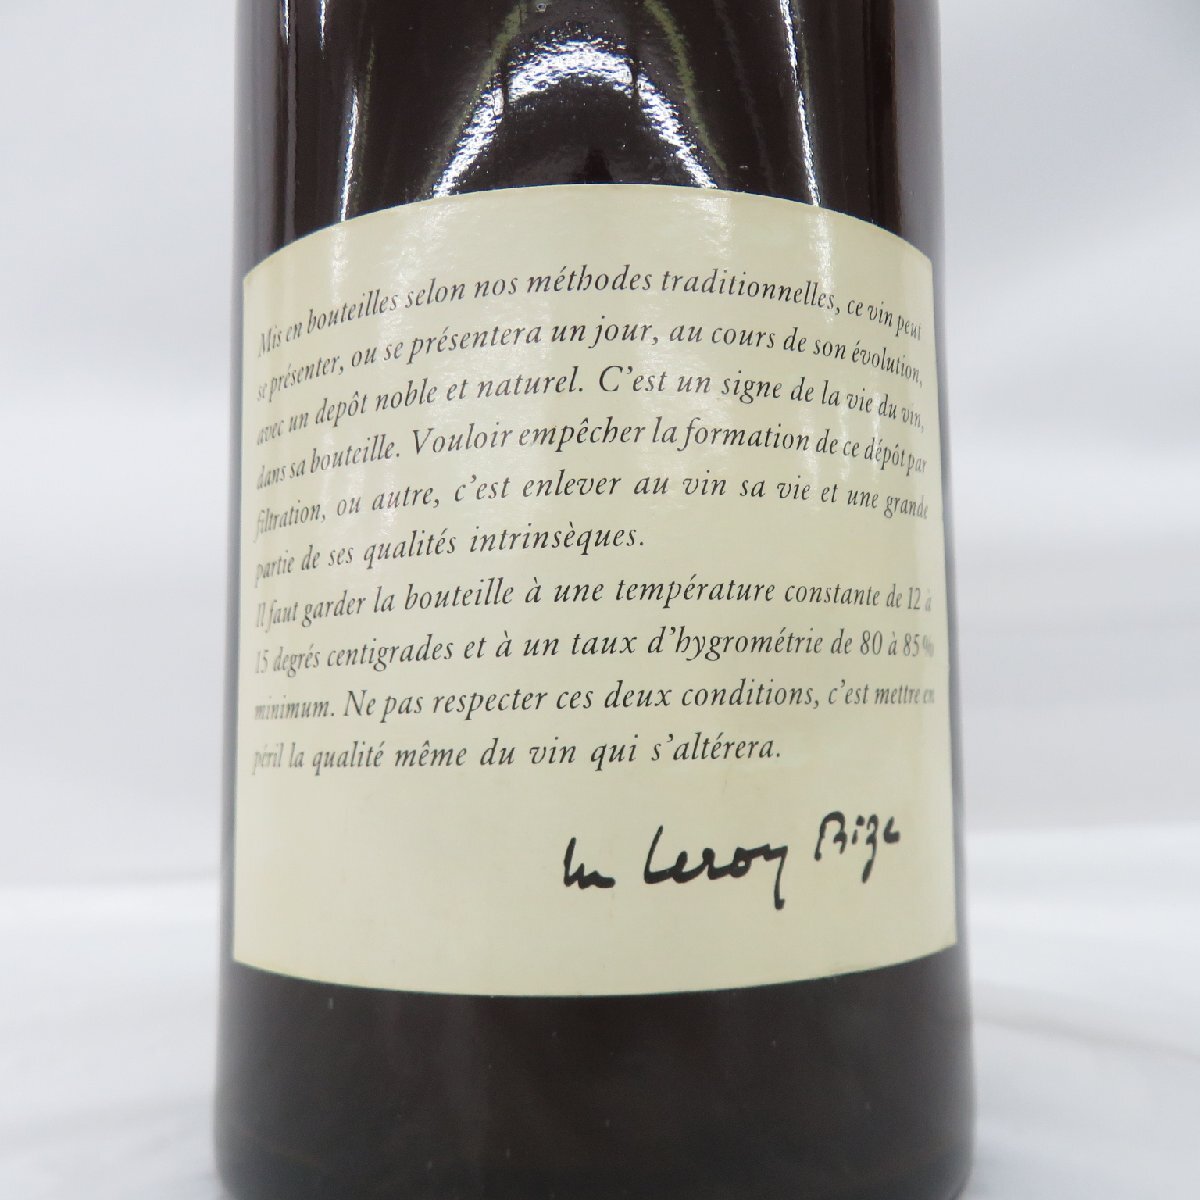 Mis en bouteilles selon nos méthodes traditionnelles, ce vin peut
se présenter, ou se présentera un jour, au cours de son évolution,
avec un depôt noble et naturel. C'est un signe de la vie du vin,
dans sa bouteille. Vouloir empêcher la formation de ce dépôt par
filtration, ou autre, c'est enlever au vin sa vie et une grande
partie de ses qualités intrinsèques.
Il faut garder la bouteille à une température constante de 12 à
15 degrés centigrades et à un taux d'hygrométrie de 80 à 85%
minimum. Ne pas respecter ces deux conditions, c'est mettre en
péril la qualité même du vin qui s'altérera.
Leroy Bize